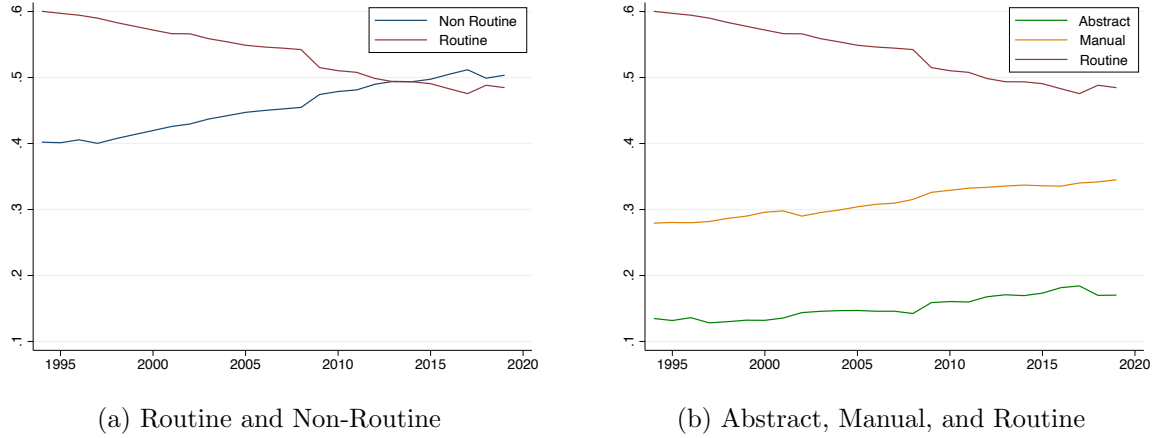 .6
.5
.4
.3
.2
.1
1995 2000 2005 2010 2015 2020
Non Routine
Routine
(a) Routine and Non-Routine
.6
.5
.4
.3
.2
.1
1995 2000 2005 2010 2015 2020
Abstract
Manual
Routine
(b) Abstract, Manual, and Routine